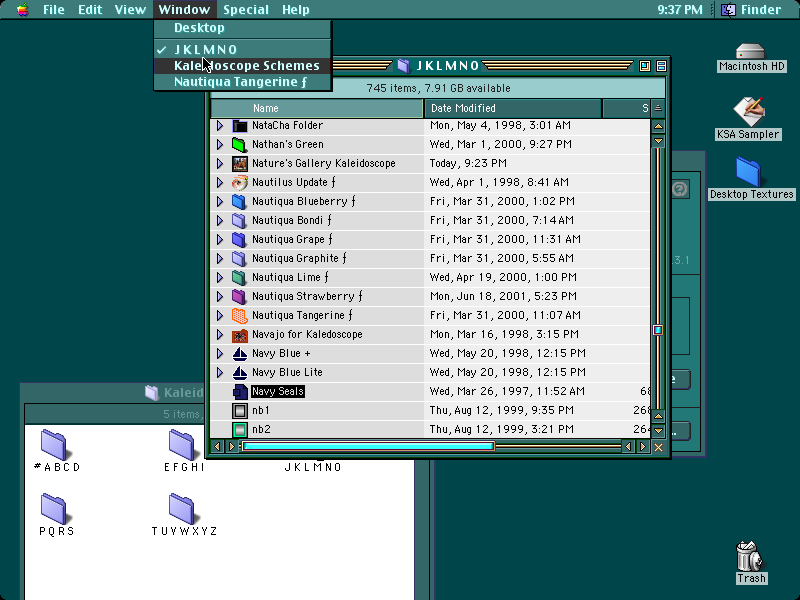 File Edit View Window Special Help 9:37 PM Finder
Desktop
✓ JKLMNO
Kaleidoscope Schemes
Nautiqua Tangerine ƒ
JKLMNO
745 items, 7.91 GB available
Name Date Modified S
NataCha Folder Mon, May 4, 1998, 3:01 AM
Nathan's Green Wed, Mar 1, 2000, 9:27 PM
Nature's Gallery Kaleidoscope Today, 9:23 PM
Nautilus Update ƒ Wed, Apr 1, 1998, 8:41 AM
Nautiqua Blueberry ƒ Fri, Mar 31, 2000, 1:02 PM
Nautiqua Bondi ƒ Fri, Mar 31, 2000, 7:14 AM
Nautiqua Grape ƒ Fri, Mar 31, 2000, 11:31 AM
Nautiqua Graphite ƒ Fri, Mar 31, 2000, 5:55 AM
Nautiqua Lime ƒ Wed, Apr 19, 2000, 1:00 PM
Nautiqua Strawberry ƒ Mon, Jun 18, 2001, 5:23 PM
Nautiqua Tangerine ƒ Fri, Mar 31, 2000, 11:07 AM
Navajo for Kaledoscope Mon, Mar 16, 1998, 3:15 PM
Navy Blue + Wed, May 20, 1998, 12:15 PM
Navy Blue Lite Wed, May 20, 1998, 12:15 PM
Navy Seals Wed, Mar 26, 1997, 11:52 AM 68
nb1 Thu, Aug 12, 1999, 9:35 PM 268
nb2 Thu, Aug 12, 1999, 3:21 PM 264
Macintosh HD
KSA Sampler
Desktop Textures
?
3.1
e
..
Kaleid
5 items,
#ABCD EFGHI JKLMNO
PQRS TUVWXYZ
Trash